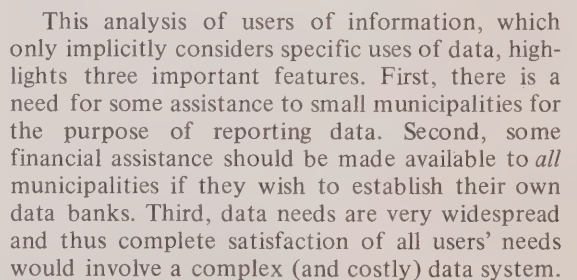 This analysis of users of information, which
only implicitly considers specific uses of data, high-
lights three important features. First, there is a
need for some assistance to small municipalities for
the purpose of reporting data. Second, some
financial assistance should be made available to all
municipalities if they wish to establish their own
data banks. Third, data needs are very widespread
and thus complete satisfaction of all users' needs
would involve a complex (and costly) data system.